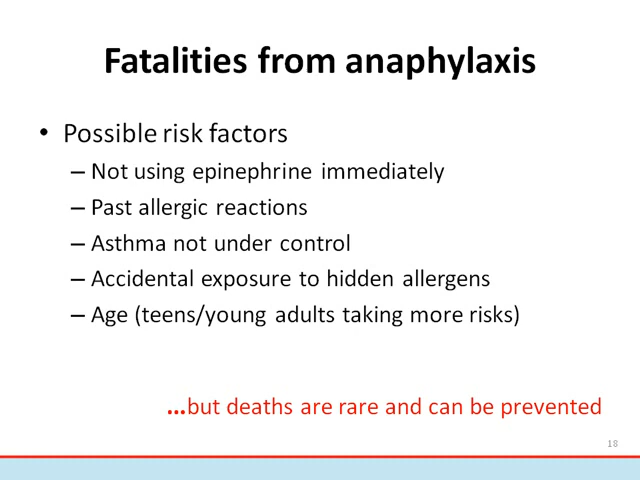 Fatalities from anaphylaxis
• Possible risk factors
– Not using epinephrine immediately
– Past allergic reactions
– Asthma not under control
– Accidental exposure to hidden allergens
– Age (teens/young adults taking more risks)
...but deaths are rare and can be prevented
18